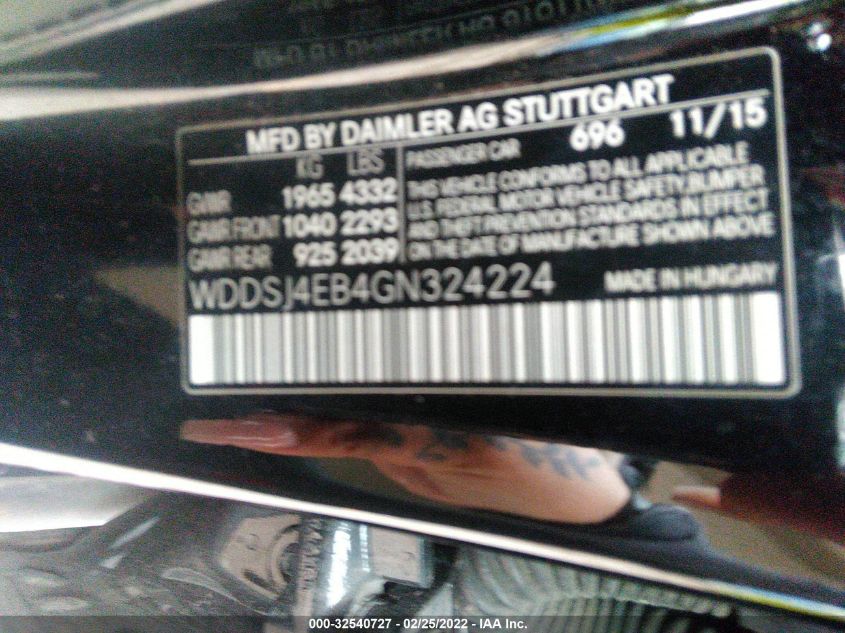 MFD BY DAIMLER AG STUTTGART
KG LBS PASSENGER CAR 696 11/15
GVWR 1965 4332 THIS VEHICLE CONFORMS TO ALL APPLICABLE
U.S. FEDERAL MOTOR VEHICLE SAFETY, BUMPER
GAWR FRONT 1040 2293 AND THEFT PREVENTION STANDARDS IN EFFECT
GAWR REAR 925 2039 ON THE DATE OF MANUFACTURE SHOWN ABOVE
WDDSJ4EB4GN324224 MADE IN HUNGARY
000-32540727 - 02/25/2022 - IAA Inc.